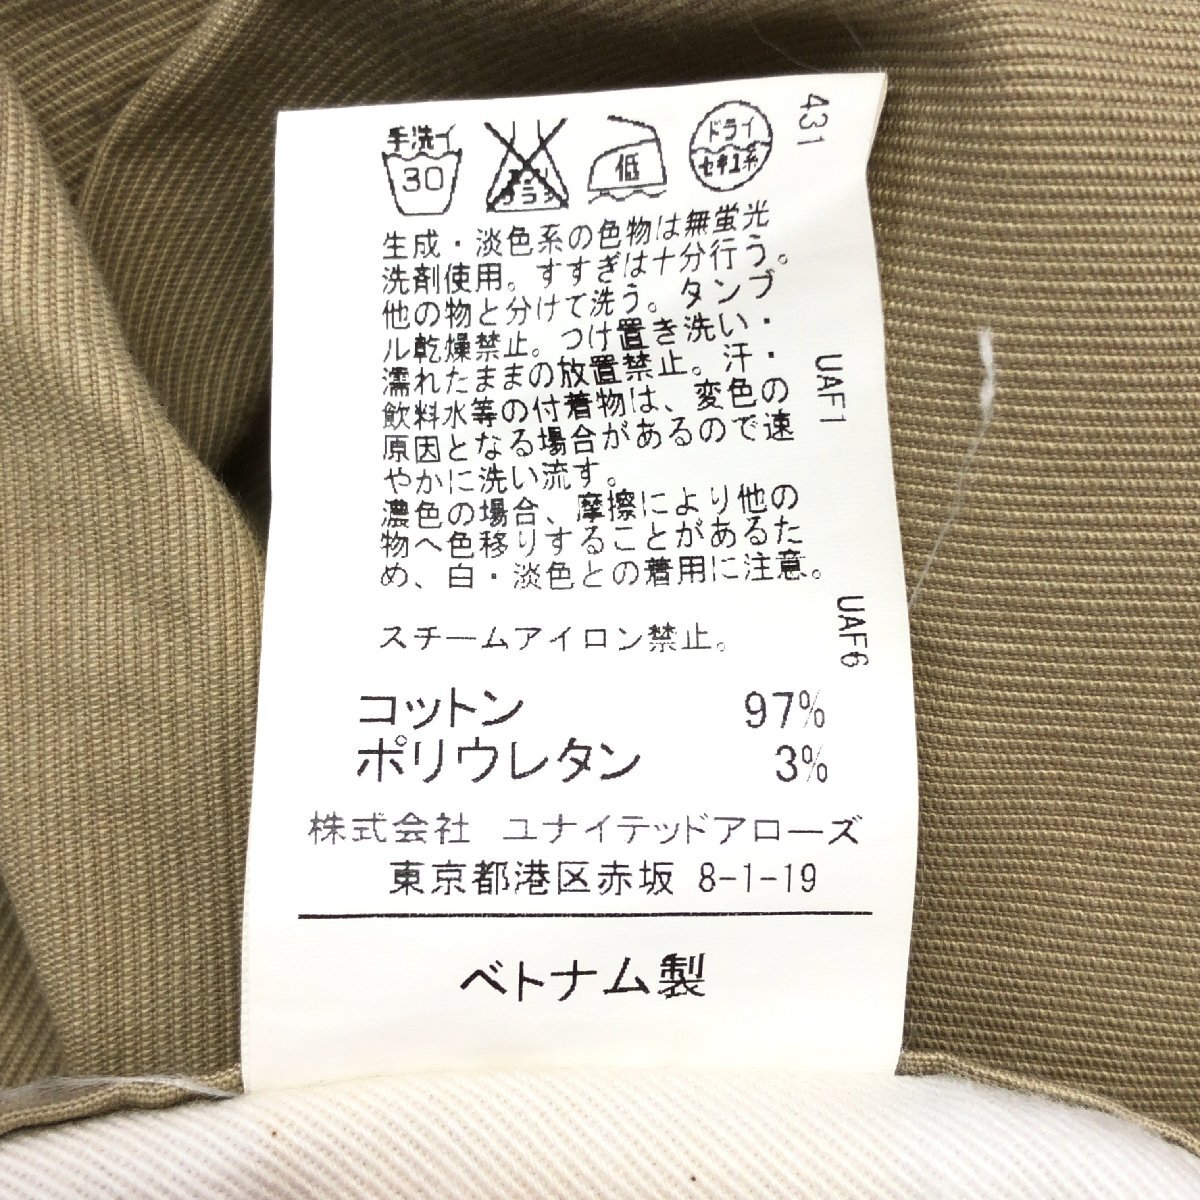 手洗イ
30
エンソ
サラシ
低
ドライ
セキユ系
431
生成・淡色系の色物は無蛍光
洗剤使用。すすぎは十分行う。
他の物と分けて洗う。タンブ
ル乾燥禁止。つけ置き洗い・
濡れたままの放置禁止。汗・
飲料水等の付着物は、変色の
原因となる場合があるので速
やかに洗い流す。
濃色の場合、摩擦により他の
物へ色移りすることがあるた
め、白・淡色との着用に注意。
UAF1
スチームアイロン禁止。
UAF6
コットン 97%
ポリウレタン 3%
株式会社 ユナイテッドアローズ
東京都港区赤坂 8-1-19
ベトナム製